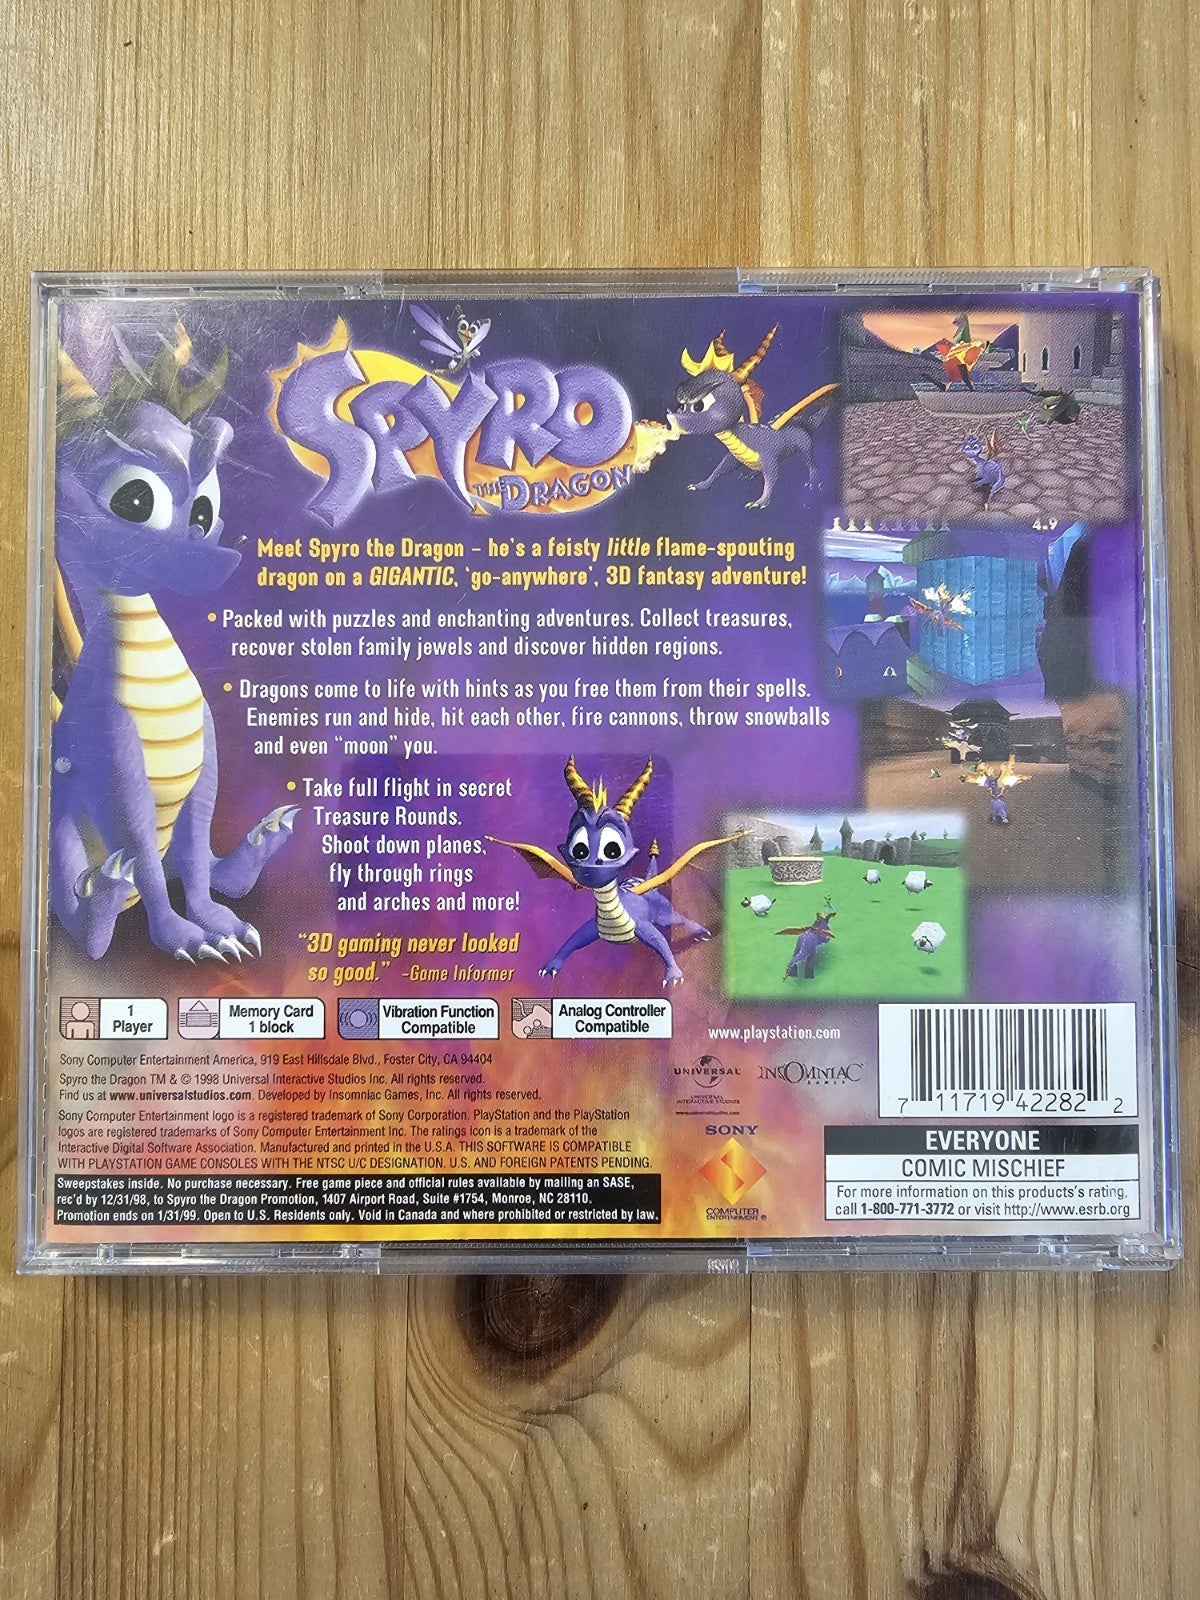 SPYRO
THE DRAGON
Meet Spyro the Dragon – he's a feisty little flame-spouting
dragon on a GIGANTIC, 'go-anywhere', 3D fantasy adventure!
• Packed with puzzles and enchanting adventures. Collect treasures,
recover stolen family jewels and discover hidden regions.
• Dragons come to life with hints as you free them from their spells.
Enemies run and hide, hit each other, fire cannons, throw snowballs
and even "moon" you.
• Take full flight in secret
Treasure Rounds.
Shoot down planes,
fly through rings
and arches and more!
"3D gaming never looked
so good." -Game Informer
4.9
1
Player
Memory Card
1 block
Vibration Function
Compatible
Analog Controller
Compatible
www.playstation.com
Sony Computer Entertainment America, 919 East Hillsdale Blvd., Foster City, CA 94404
Spyro the Dragon TM & © 1998 Universal Interactive Studios Inc. All rights reserved.
Find us at www.universalstudios.com. Developed by Insomniac Games, Inc. All rights reserved.
Sony Computer Entertainment logo is a registered trademark of Sony Corporation. PlayStation and the PlayStation
logos are registered trademarks of Sony Computer Entertainment Inc. The ratings icon is a trademark of the
Interactive Digital Software Association. Manufactured and printed in the U.S.A. THIS SOFTWARE IS COMPATIBLE
WITH PLAYSTATION GAME CONSOLES WITH THE NTSC U/C DESIGNATION. U.S. AND FOREIGN PATENTS PENDING.
Sweepstakes inside. No purchase necessary. Free game piece and official rules available by mailing an SASE,
rec'd by 12/31/98, to Spyro the Dragon Promotion, 1407 Airport Road, Suite #1754, Monroe, NC 28110.
Promotion ends on 1/31/99. Open to U.S. Residents only. Void in Canada and where prohibited or restricted by law.
UNIVERSAL
UNIVERSAL
INTERACTIVE STUDIOS
www.universalstudios.com
INSOMNIAC
GAMES
SONY
COMPUTER
ENTERTAINMENT ®
7 11719 42282 2
EVERYONE
COMIC MISCHIEF
For more information on this products's rating,
call 1-800-771-3772 or visit http://www.esrb.org